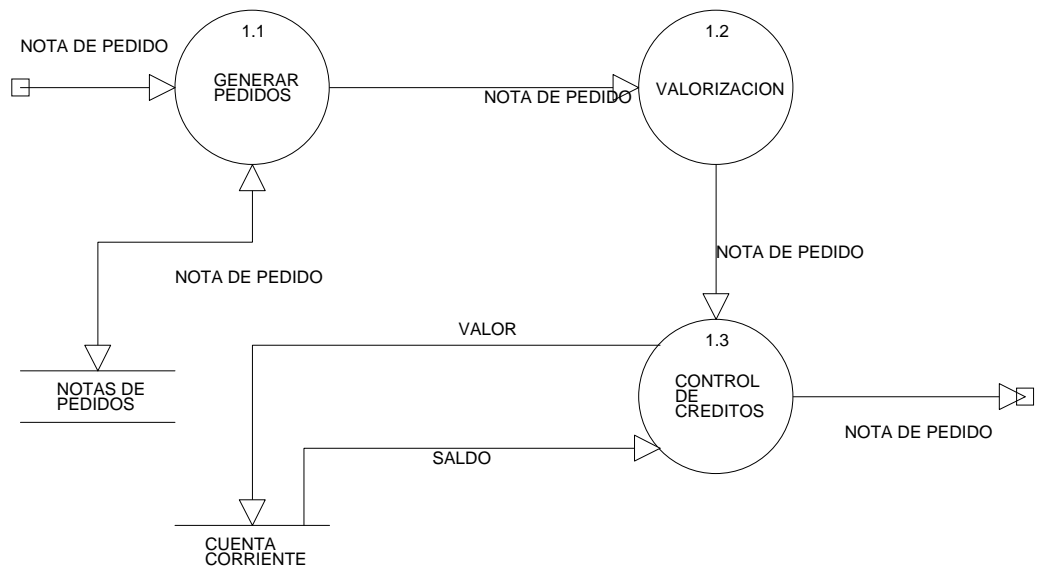 1.1
1.2
NOTA DE PEDIDO
GENERAR
PEDIDOS
NOTA DE PEDIDO
VALORIZACION
NOTA DE PEDIDO
NOTA DE PEDIDO
VALOR
1.3
NOTAS DE
PEDIDOS
CONTROL
DE
CREDITOS
NOTA DE PEDIDO
SALDO
CUENTA
CORRIENTE